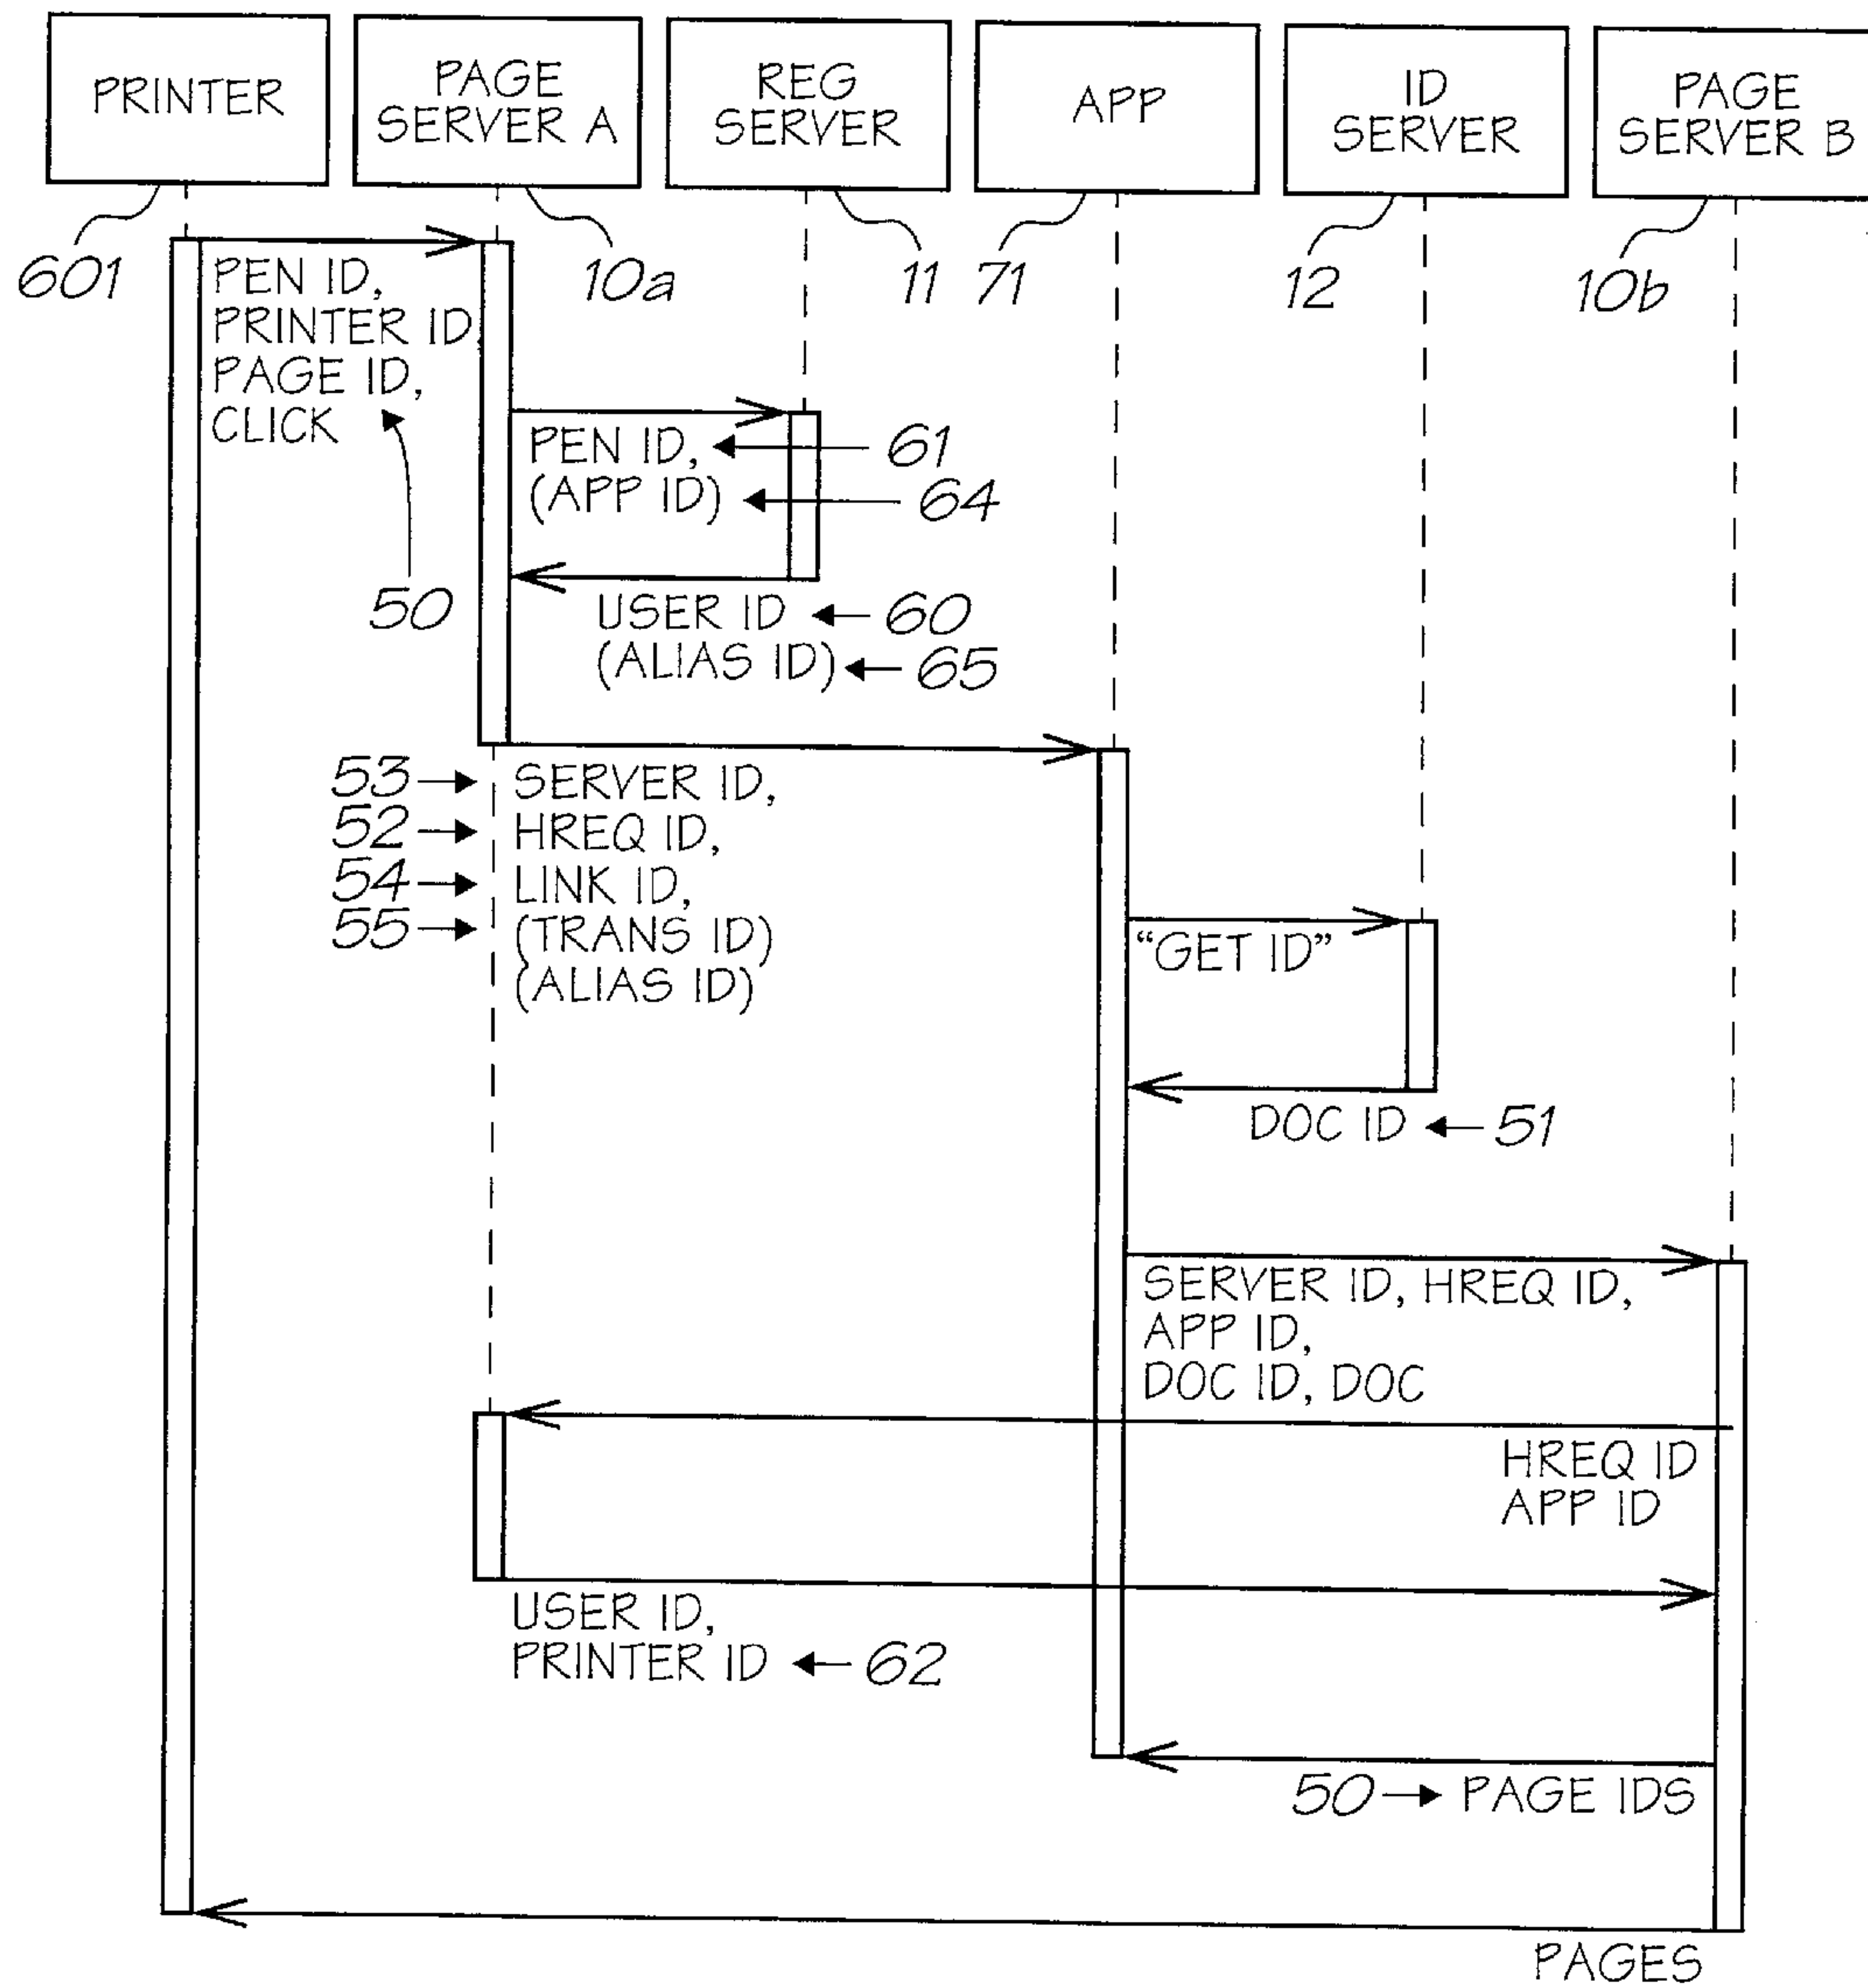 PRINTER
PAGE
SERVER A
REG
SERVER
APP
ID
SERVER
PAGE
SERVER B
601
10a
11
71
12
10b
PEN ID,
PRINTER ID
PAGE ID,
CLICK
50
PEN ID,
61
(APP ID)
64
USER ID
60
(ALIAS ID)
65
53
SERVER ID,
52
HREQ ID,
54
LINK ID,
55
(TRANS ID)
(ALIAS ID)
“GET ID”
DOC ID
51
SERVER ID, HREQ ID,
APP ID,
DOC ID, DOC
HREQ ID
APP ID
USER ID,
PRINTER ID
62
50
PAGE IDS
PAGES